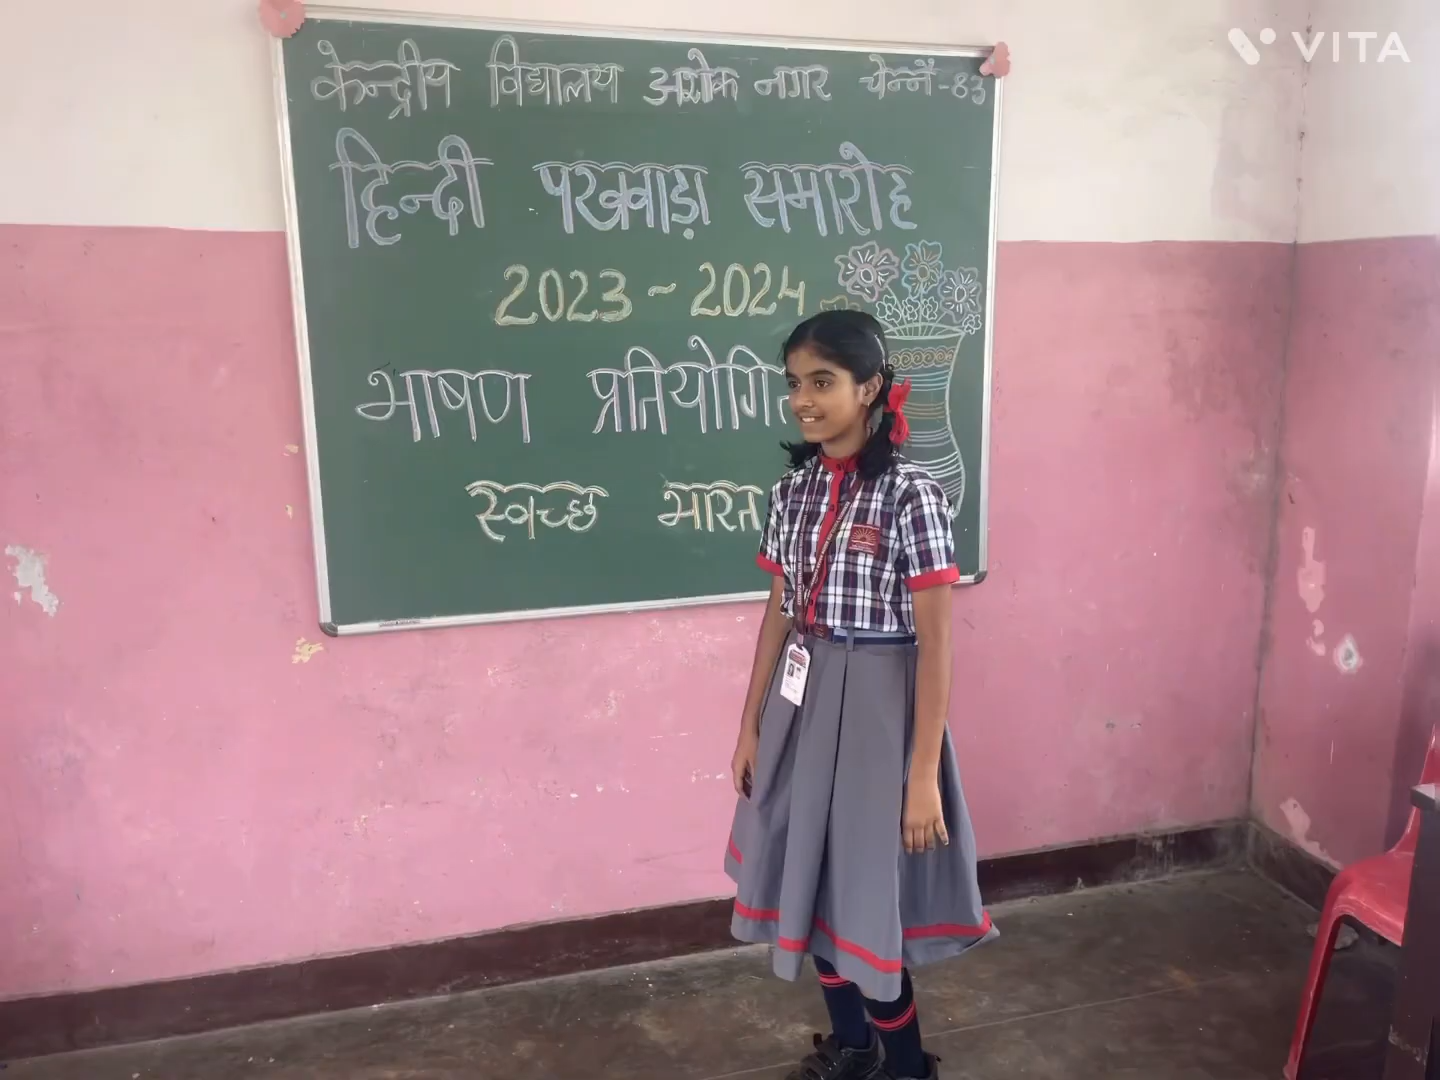 केन्द्रीय विद्यालय अशोक नगर चेन्नैं-83
हिन्दी पखवाड़ा समारोह
2023~2024
भाषण प्रतियोगित
स्वच्छ भारत
VITA